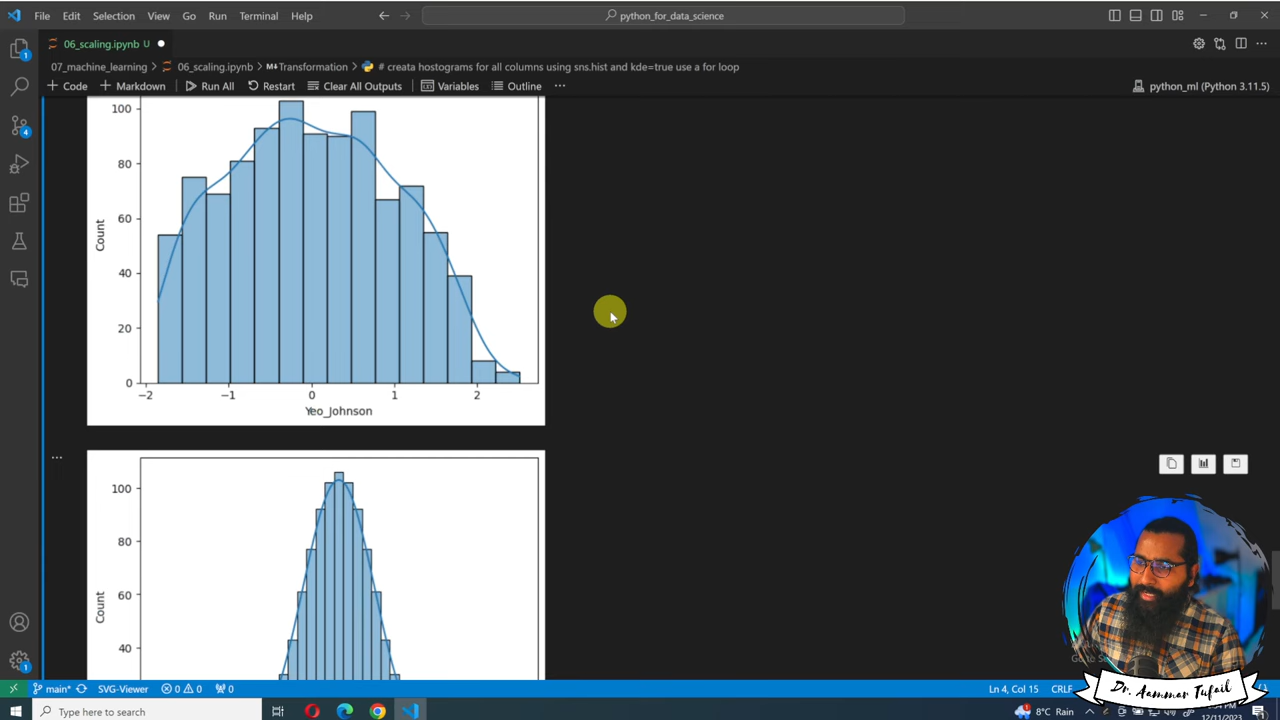 File Edit Selection View Go Run Terminal Help
python_for_data_science
06_scaling.ipynb U
07_machine_learning > 06_scaling.ipynb > Transformation > # creata hostograms for all columns using sns.hist and kde=true use a for loop
Code Markdown Run All Restart Clear All Outputs Variables Outline ...
python_ml (Python 3.11.5)
100
80
60
40
20
0
Count
−2 −1 0 1 2
Yeo_Johnson
...
100
80
60
40
Count
1
4
1
Dr. Aammar Tufail
main* SVG-Viewer 0 0 0
Ln 4, Col 15 CRLF
Type here to search
8°C Rain